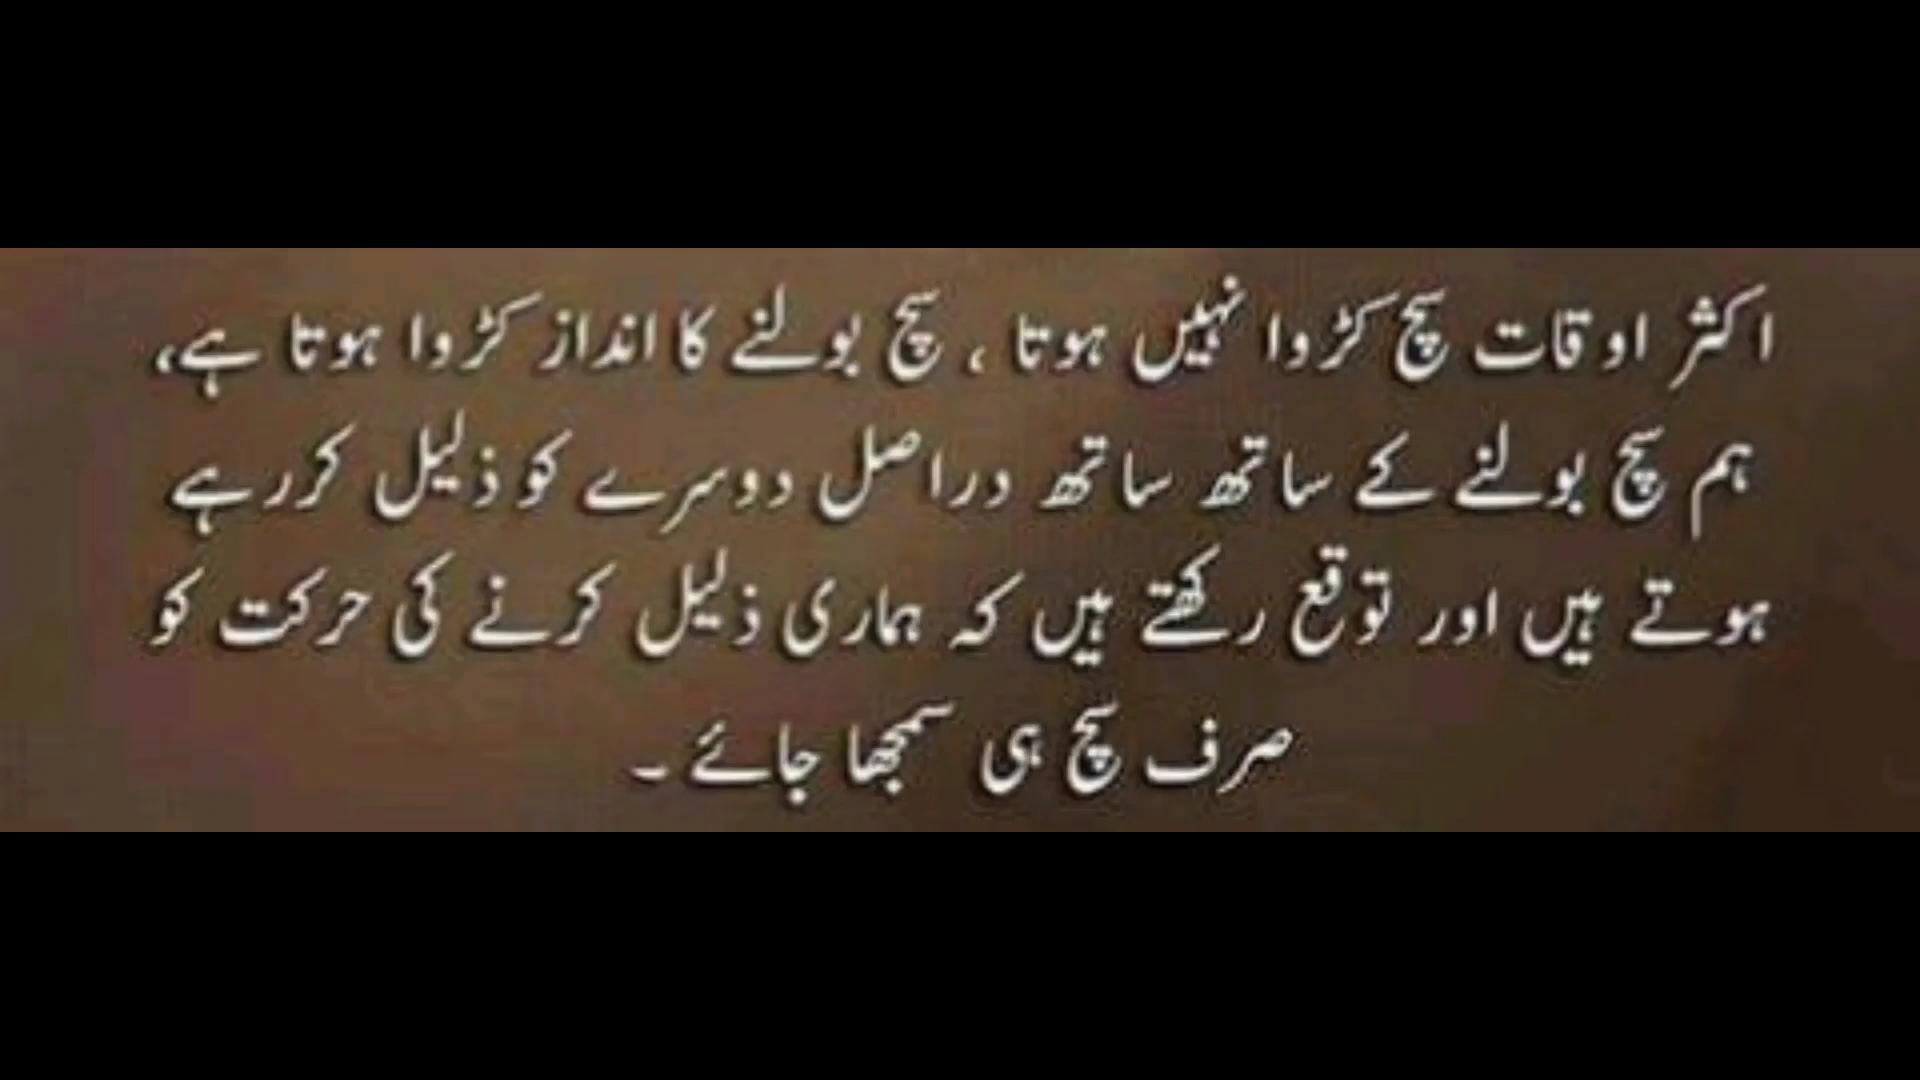 اکثر اوقات سچ کڑوا نہیں ہوتا ، سچ بولنے کا انداز کڑوا ہوتا ہے،
ہم سچ بولنے کے ساتھ ساتھ دراصل دوسرے کو ذلیل کررہے
ہوتے ہیں اور توقع رکھتے ہیں کہ ہماری ذلیل کرنے کی حرکت کو
صرف سچ ہی سمجھا جائے ۔